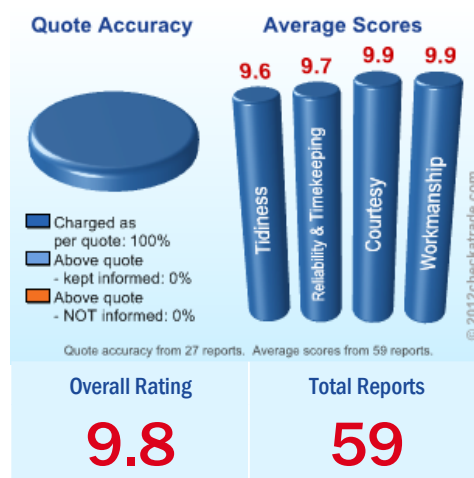 Quote Accuracy
Charged as
per quote: 100%
Above quote
- kept informed: 0%
Above quote
- NOT informed: 0%
Average Scores
9.6
9.7
9.9
9.9
Tidiness
Reliability & Timekeeping
Courtesy
Workmanship
© 2012checkatrade.com
Quote accuracy from 27 reports. Average scores from 59 reports.
Overall Rating
9.8
Total Reports
59